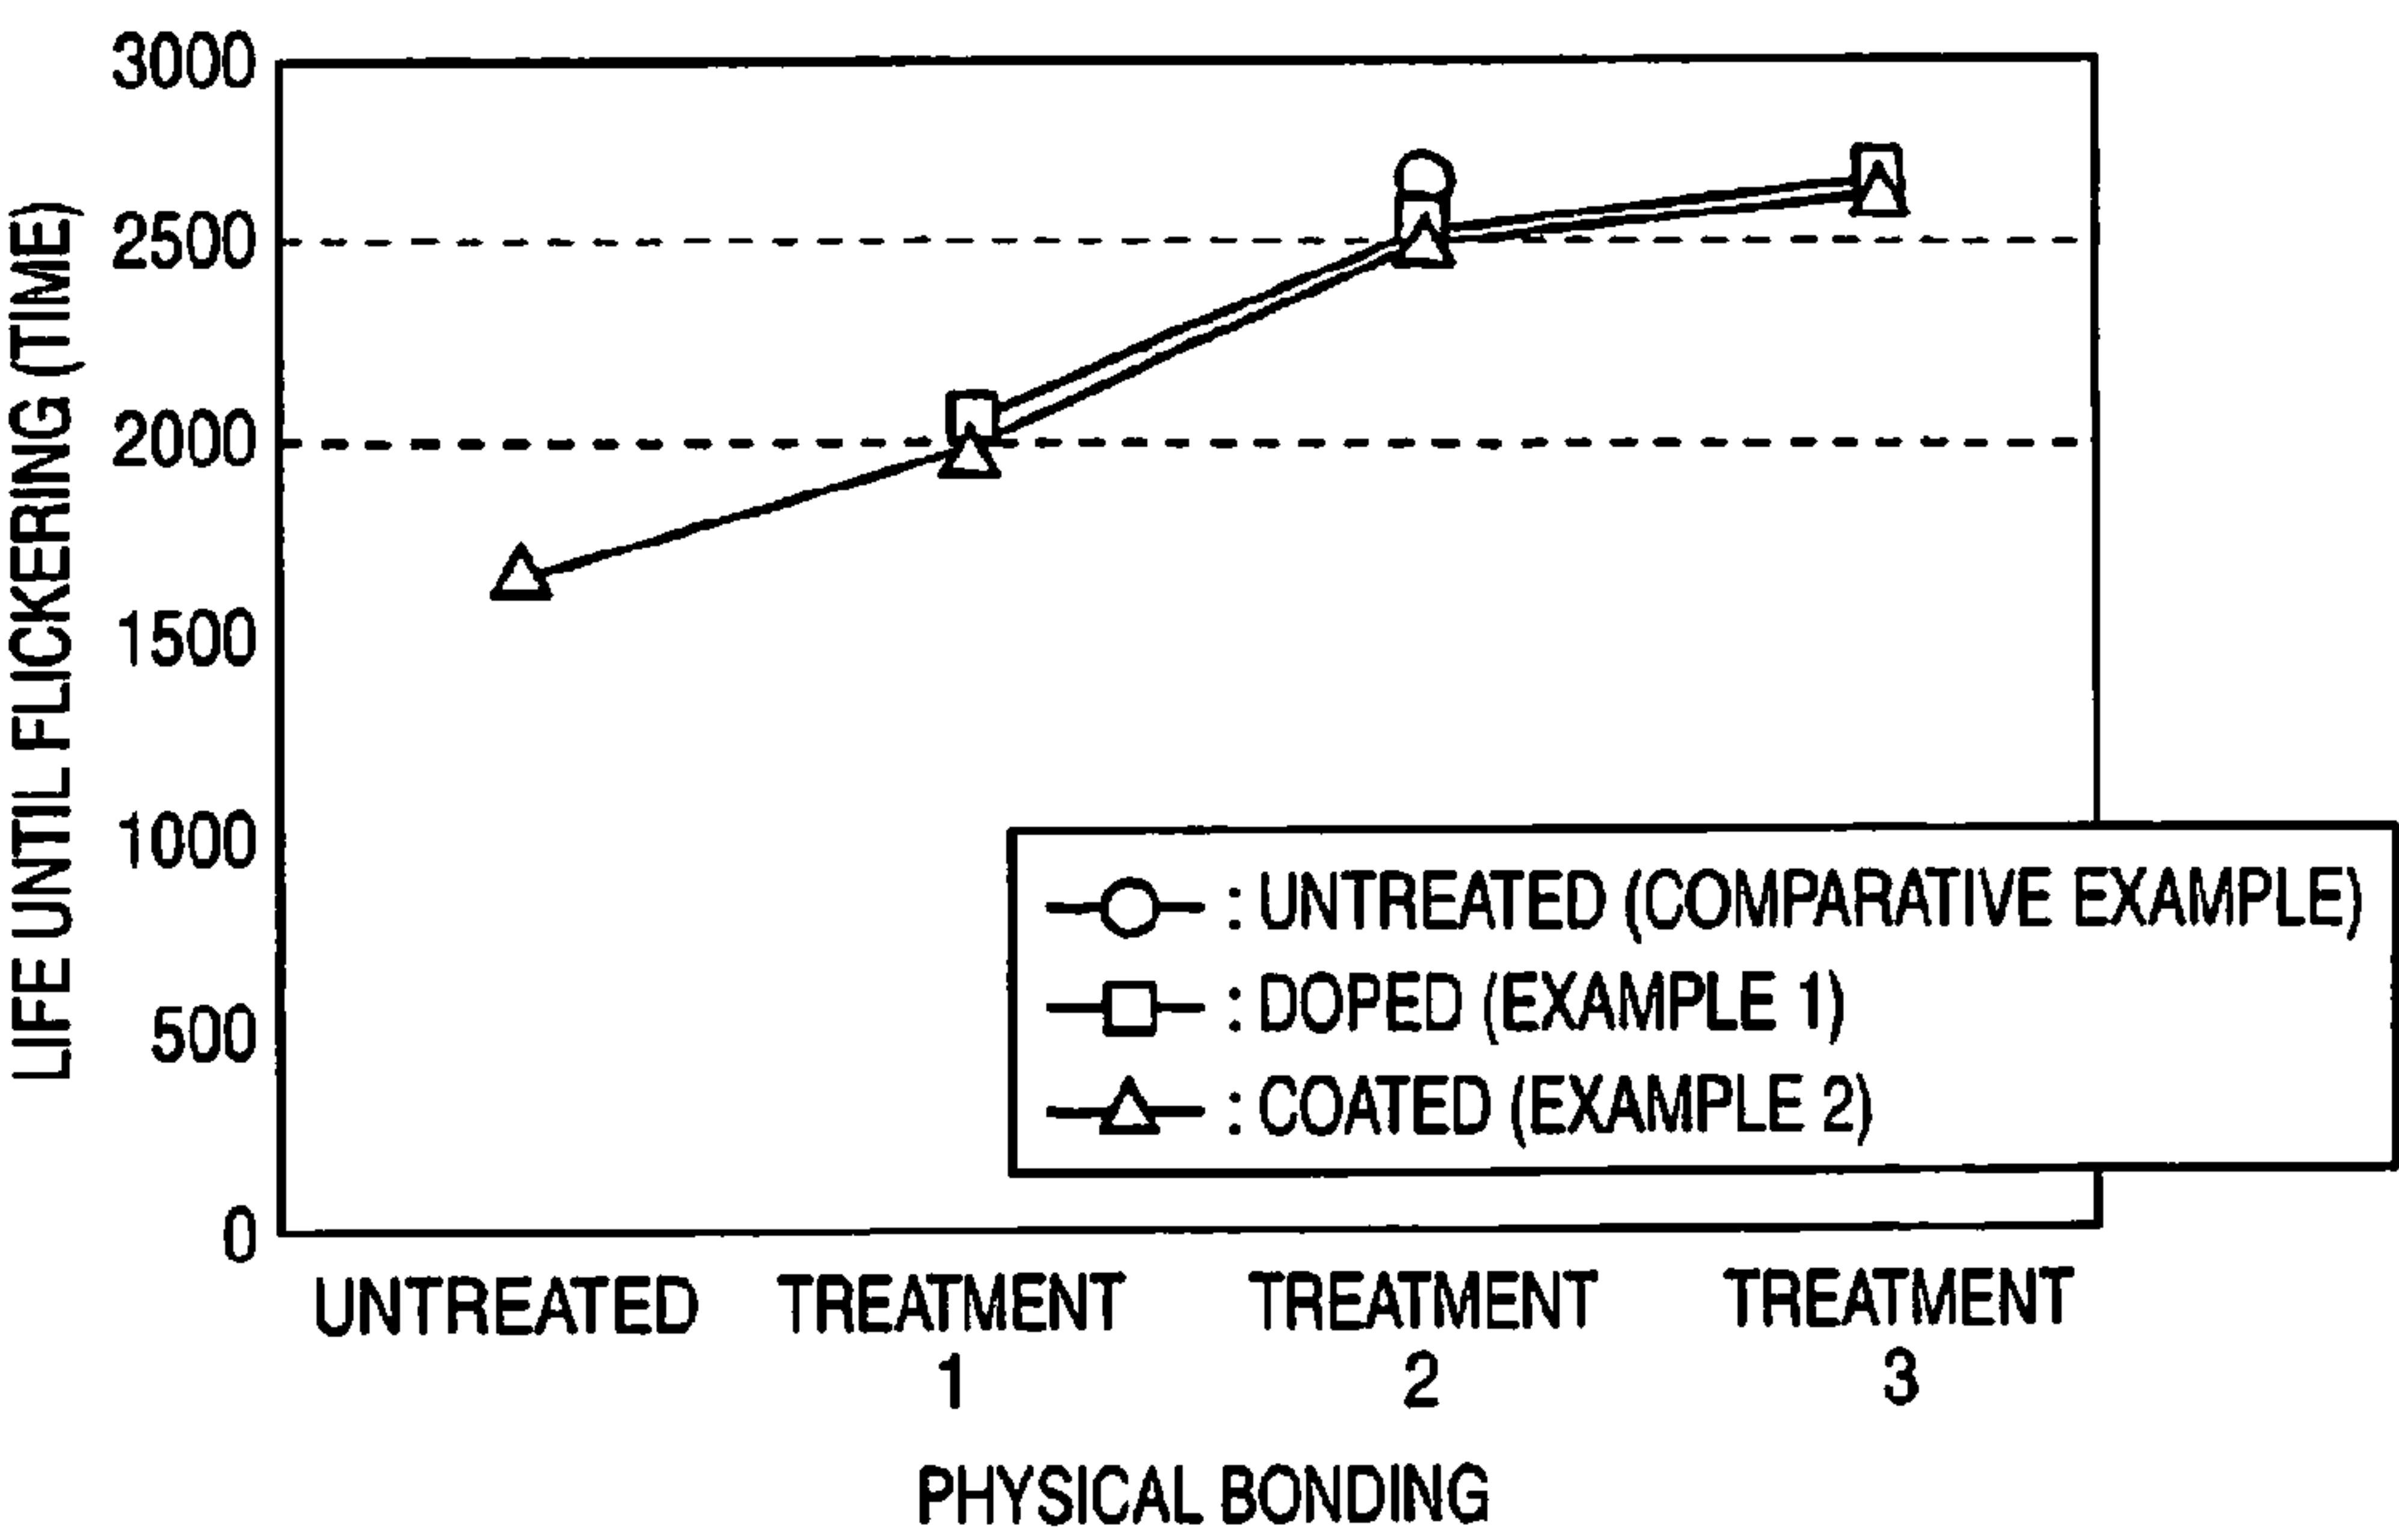 LIFE UNTIL FLICKERING (TIME)
3000
2500
2000
1500
1000
500
0
: UNTREATED (COMPARATIVE EXAMPLE)
: DOPED (EXAMPLE 1)
: COATED (EXAMPLE 2)
UNTREATED
TREATMENT
1
TREATMENT
2
TREATMENT
3
PHYSICAL BONDING